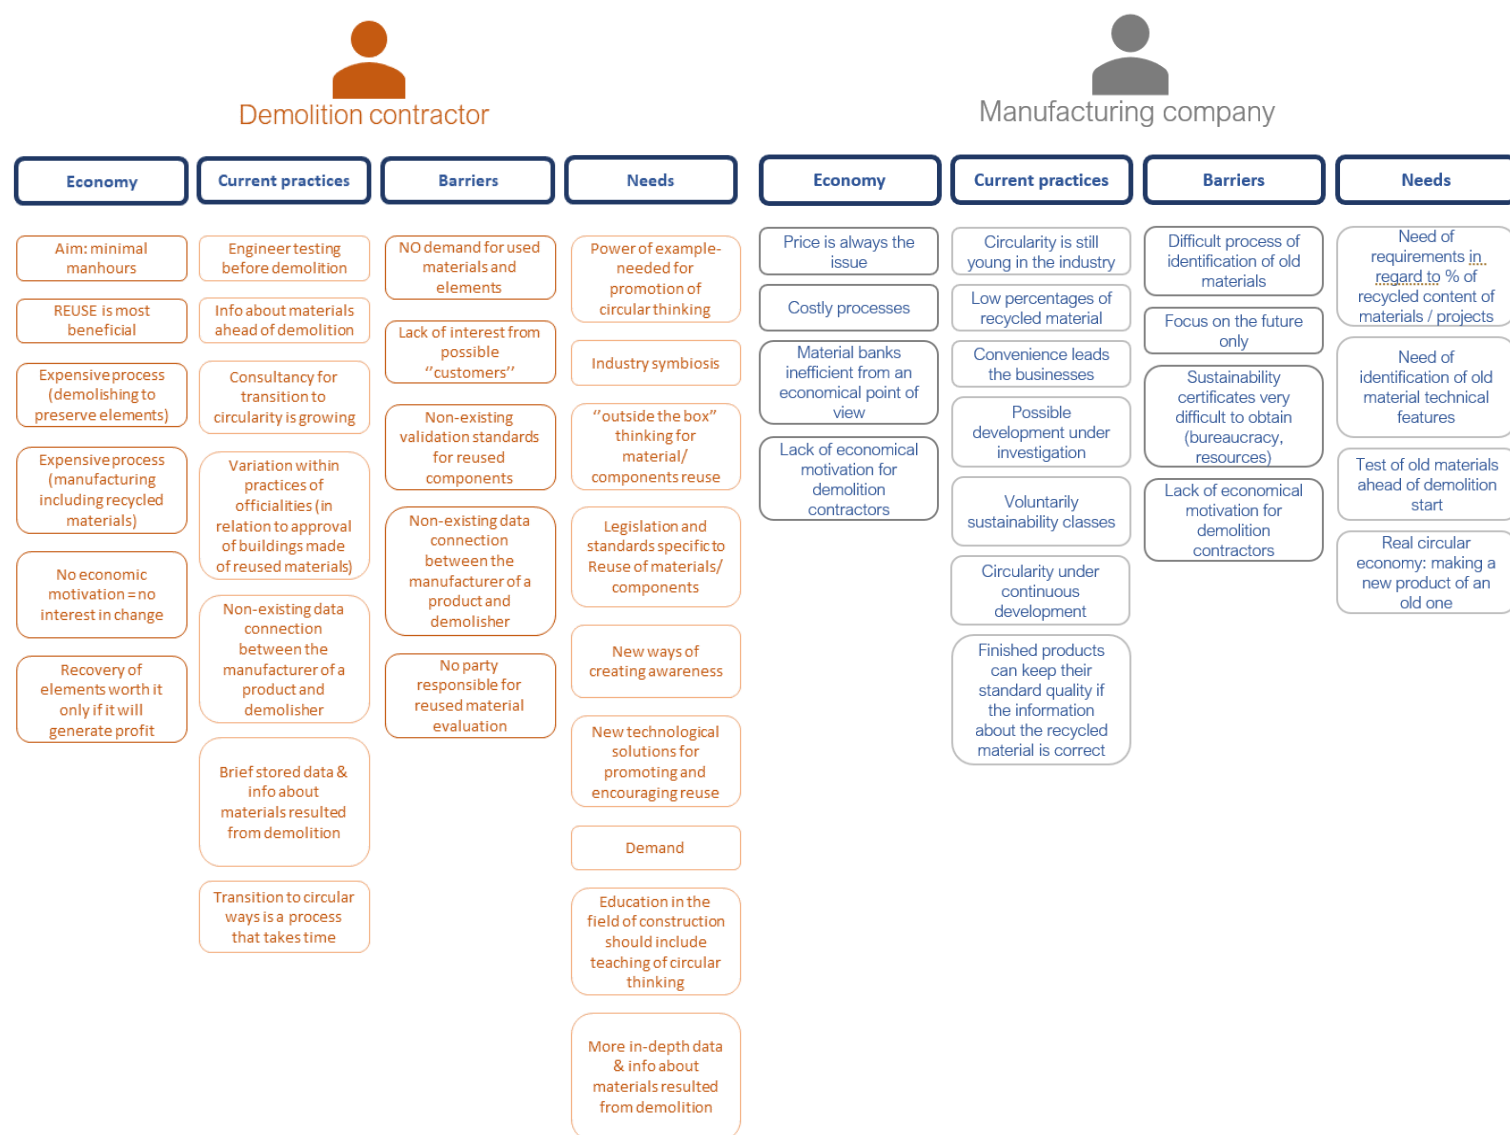 Demolition contractor
Economy
Aim: minimal
manhours
REUSE is most
beneficial
Expensive process
(demolishing to
preserve elements)
Expensive process
(manufacturing
including recycled
materials)
No economic
motivation = no
interest in change
Recovery of
elements worth it
only if it will
generate profit
Current practices
Engineer testing
before demolition
Info about materials
ahead of demolition
Consultancy for
transition to
circularity is growing
Variation within
practices of
officialities (in
relation to approval
of buildings made
of reused materials)
Non-existing data
connection
between the
manufacturer of a
product and
demolisher
Brief stored data &
info about
materials resulted
from demolition
Transition to circular
ways is a process
that takes time
Barriers
NO demand for used
materials and
elements
Lack of interest from
possible
‘’customers’’
Non-existing
validation standards
for reused
components
Non-existing data
connection
between the
manufacturer of a
product and
demolisher
No party
responsible for
reused material
evaluation
Needs
Power of example-
needed for
promotion of
circular thinking
Industry symbiosis
‘’outside the box”
thinking for
material/
components reuse
Legislation and
standards specific to
Reuse of materials/
components
New ways of
creating awareness
New technological
solutions for
promoting and
encouraging reuse
Demand
Education in the
field of construction
should include
teaching of circular
thinking
More in-depth data
& info about
materials resulted
from demolition
Manufacturing company
Economy
Price is always the
issue
Costly processes
Material banks
inefficient from an
economical point of
view
Lack of economical
motivation for
demolition
contractors
Current practices
Circularity is still
young in the industry
Low percentages of
recycled material
Convenience leads
the businesses
Possible
development under
investigation
Voluntarily
sustainability classes
Circularity under
continuous
development
Finished products
can keep their
standard quality if
the information
about the recycled
material is correct
Barriers
Difficult process of
identification of old
materials
Focus on the future
only
Sustainability
certificates very
difficult to obtain
(bureaucracy,
resources)
Lack of economical
motivation for
demolition
contractors
Needs
Need of
requirements in
regard to % of
recycled content of
materials / projects
Need of
identification of old
material technical
features
Test of old materials
ahead of demolition
start
Real circular
economy: making a
new product of an
old one